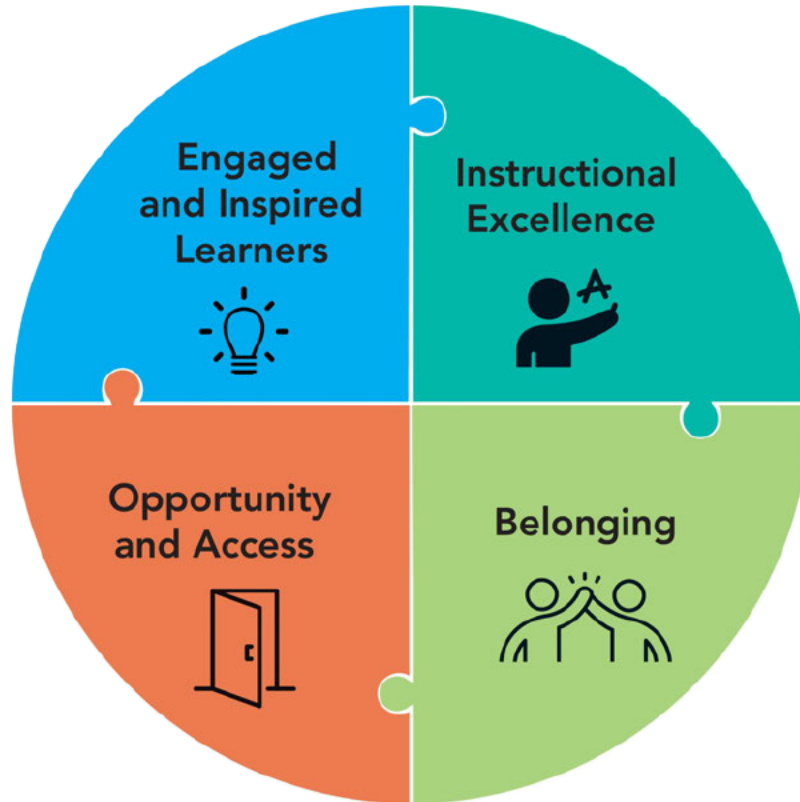 Engaged
and Inspired
Learners
Instructional
Excellence
A
Opportunity
and Access
Belonging